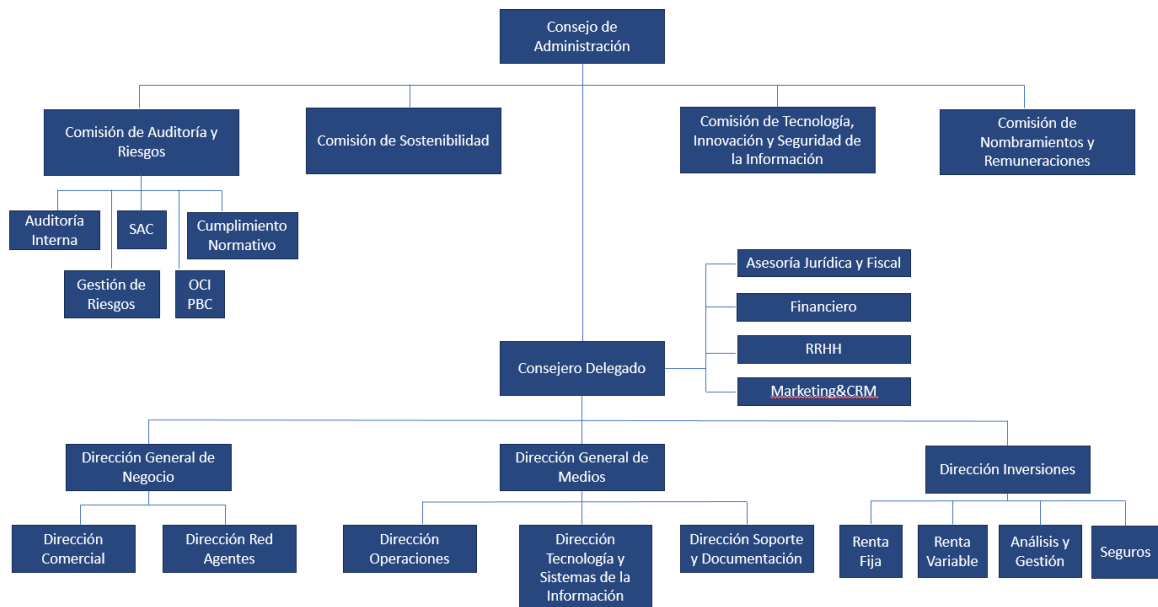 Consejo de
Administración
Comisión de Auditoría y
Riesgos
Comisión de Sostenibilidad
Comisión de Tecnología,
Innovación y Seguridad de
la Información
Comisión de
Nombramientos y
Remuneraciones
Auditoría
Interna
SAC
Cumplimiento
Normativo
Gestión de
Riesgos
OCI
PBC
Asesoría Jurídica y Fiscal
Financiero
RRHH
Marketing&CRM
Consejero Delegado
Dirección General de
Negocio
Dirección General de
Medios
Dirección Inversiones
Dirección
Comercial
Dirección Red
Agentes
Dirección
Operaciones
Dirección
Tecnología y
Sistemas de la
Información
Dirección Soporte
y Documentación
Renta
Fija
Renta
Variable
Análisis y
Gestión
Seguros